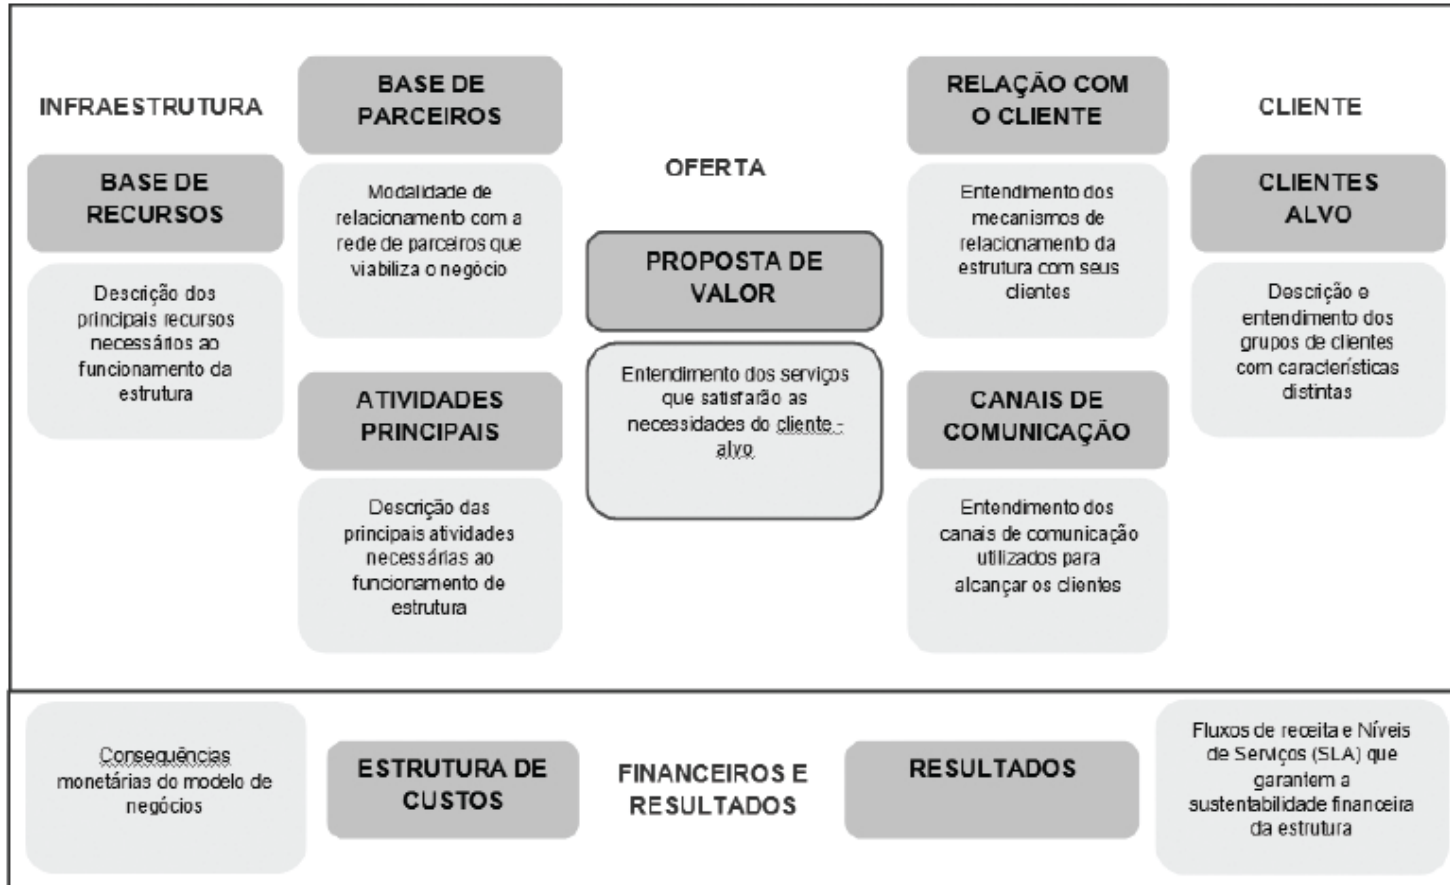 INFRAESTRUTURA
BASE DE
RECURSOS
Descrição dos
principais recursos
necessários ao
funcionamento da
estrutura
BASE DE
PARCEIROS
Modalidade de
relacionamento com a
rede de parceiros que
viabiliza o negócio
ATIVIDADES
PRINCIPAIS
Descrição das
principais atividades
necessárias ao
funcionamento de
estrutura
OFERTA
PROPOSTA DE
VALOR
Entendimento dos serviços
que satisfarão as
necessidades do cliente -
alvo
RELAÇÃO COM
O CLIENTE
Entendimento dos
mecanismos de
relacionamento da
estrutura com seus
clientes
CANAIS DE
COMUNICAÇÃO
Entendimento dos
canais de comunicação
utilizados para
alcançar os clientes
CLIENTE
CLIENTES
ALVO
Descrição e
entendimento dos
grupos de clientes
com características
distintas
Consequências
monetárias do modelo de
negócios
ESTRUTURA DE
CUSTOS
FINANCEIROS E
RESULTADOS
RESULTADOS
Fluxos de receita e Níveis
de Serviços (SLA) que
garantem a
sustentabilidade financeira
da estrutura